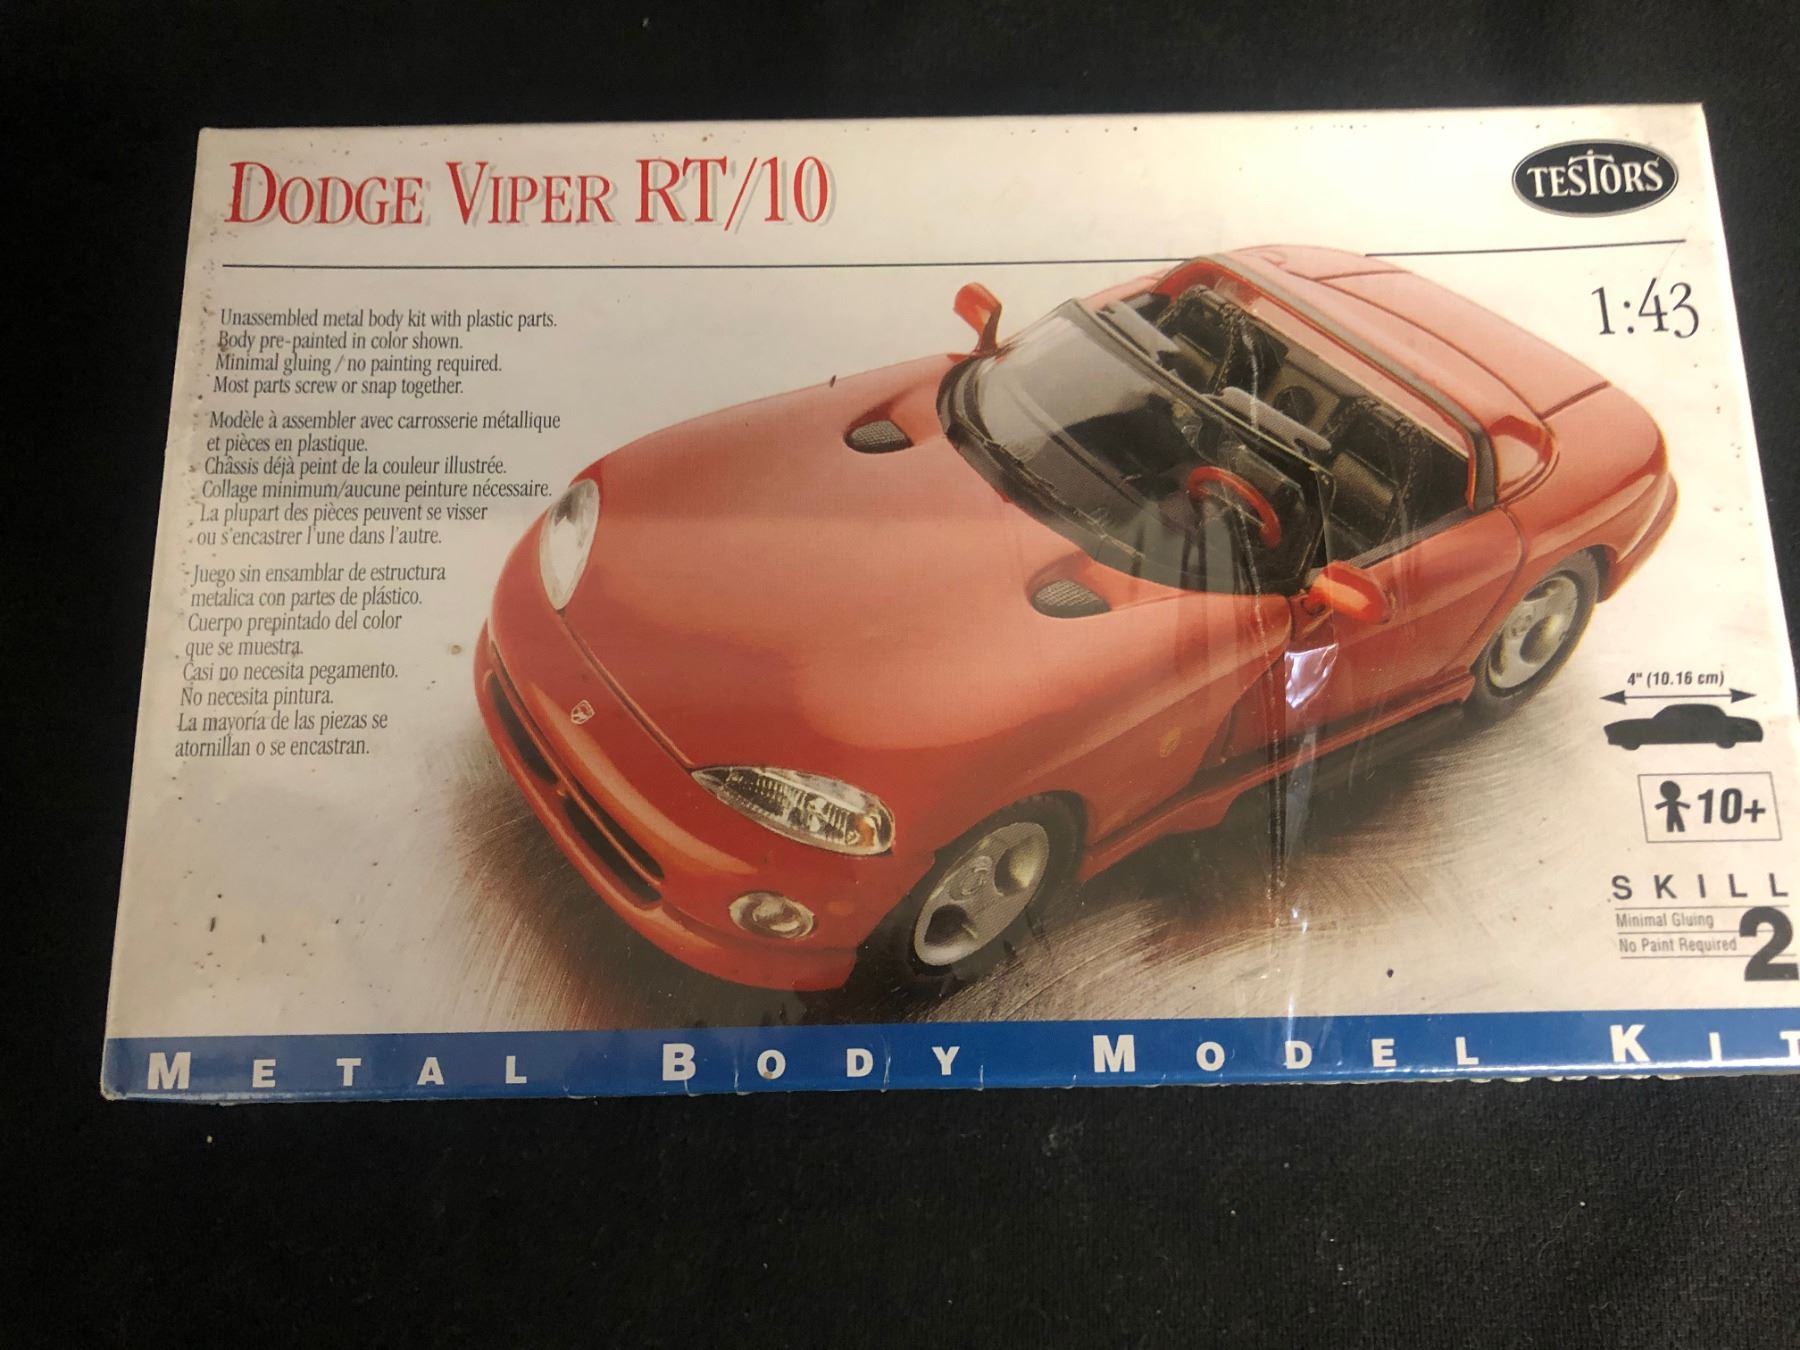 DODGE VIPER RT/10
TESTORS
1:43
Unassembled metal body kit with plastic parts.
Body pre-painted in color shown.
Minimal gluing / no painting required.
Most parts screw or snap together.
Modèle à assembler avec carrosserie métallique
et pièces en plastique.
Châssis déjà peint de la couleur illustrée.
Collage minimum/aucune peinture nécessaire.
La plupart des pièces peuvent se visser
ou s'encastrer l'une dans l'autre.
Juego sin ensamblar de estructura
metalica con partes de plástico.
Cuerpo prepintado del color
que se muestra.
Casi no necesita pegamento.
No necesita pintura.
La mayoría de las piezas se
atornillan o se encastran.
4" (10.16 cm)
10+
SKILL
Minimal Gluing
No Paint Required
2
METAL BODY MODEL KIT